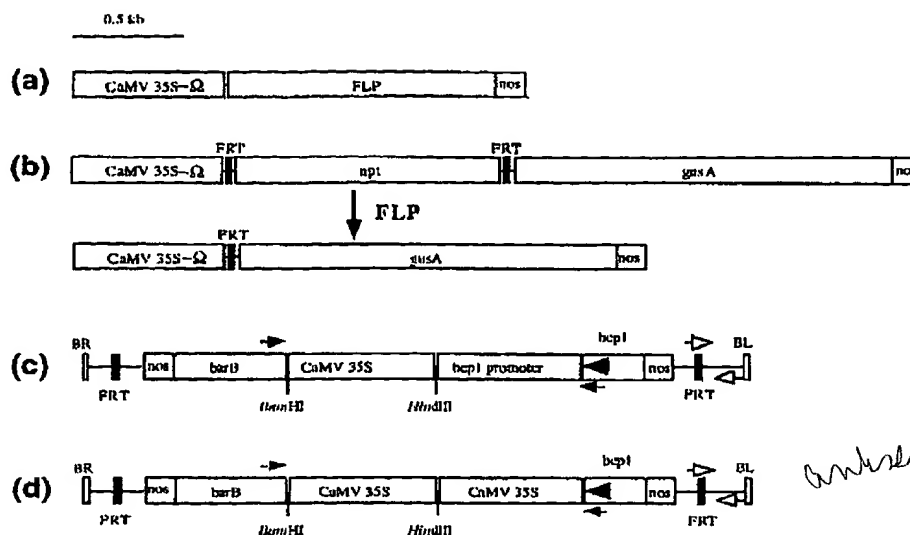 0.5 kb
(a) CaMV 35S-Ω FLP nos
FRT FRT
(b) CaMV 35S-Ω npt gusA nos
FLP
FRT
CaMV 35S-Ω gusA nos
BR bcp1 BL
(c) nos barB CaMV 35S bcp1 promoter nos
FRT BamHI HindIII FRT
BR bcp1 BL
(d) nos barB CaMV 35S CaMV 35S nos
FRT BamHI HindIII FRT